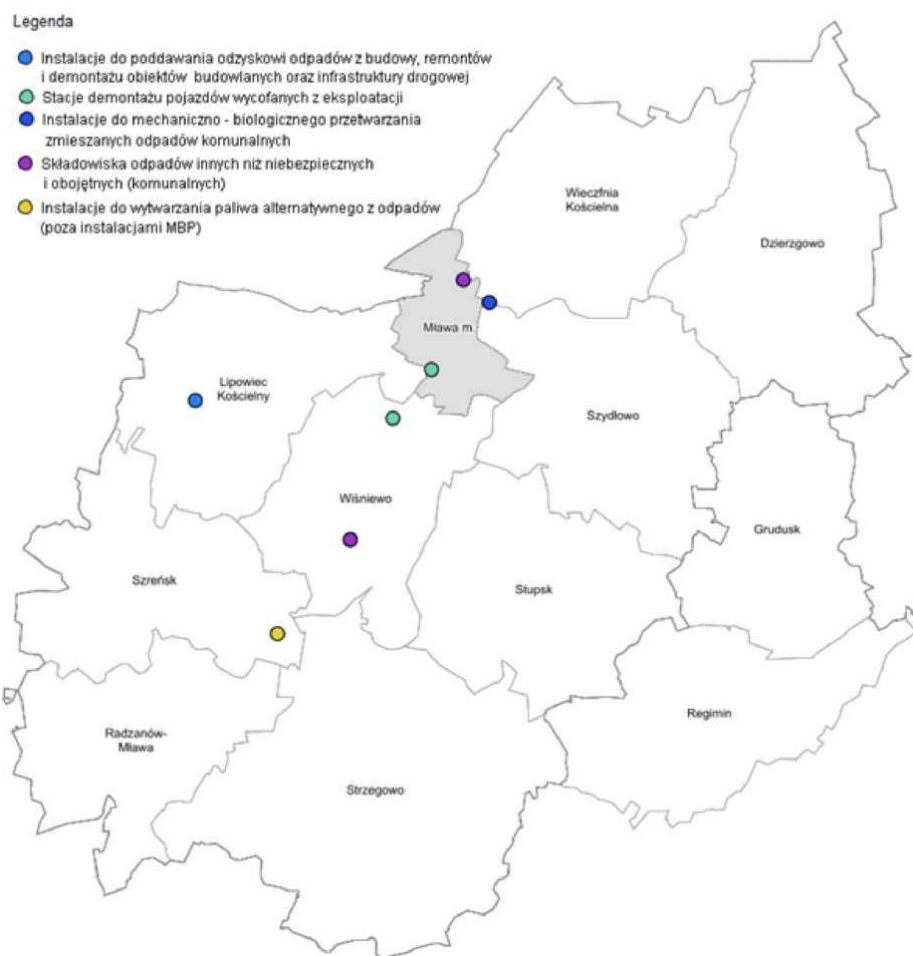 Legenda
Instalacje do poddawania odzyskowi odpadów z budowy, remontów
i demontażu obiektów budowlanych oraz infrastruktury drogowej
Stacje demontażu pojazdów wycofanych z eksploatacji
Instalacje do mechaniczno - biologicznego przetwarzania
zmieszanych odpadów komunalnych
Składowiska odpadów innych niż niebezpiecznych
i obojętnych (komunalnych)
Instalacje do wytwarzania paliwa alternatywnego z odpadów
(poza instalacjami MBP)
Wieczfnia
Kościelna
Dzierzgowo
Mława m.
Lipowiec
Kościelny
Szydłowo
Wiśniewo
Grudusk
Szreńsk
Stupsk
Radzanów-
Mława
Regimin
Strzegowo